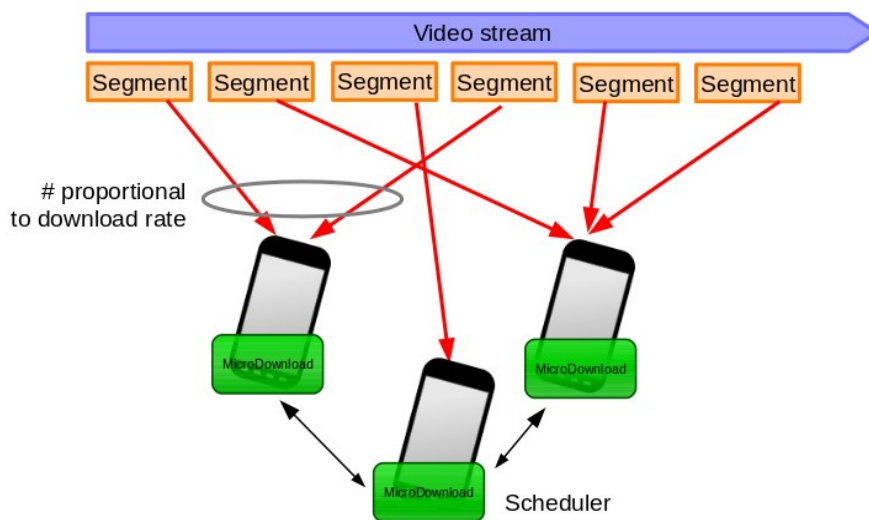 Video stream
Segment Segment Segment Segment Segment Segment
# proportional
to download rate
MicroDownload MicroDownload
MicroDownload
Scheduler